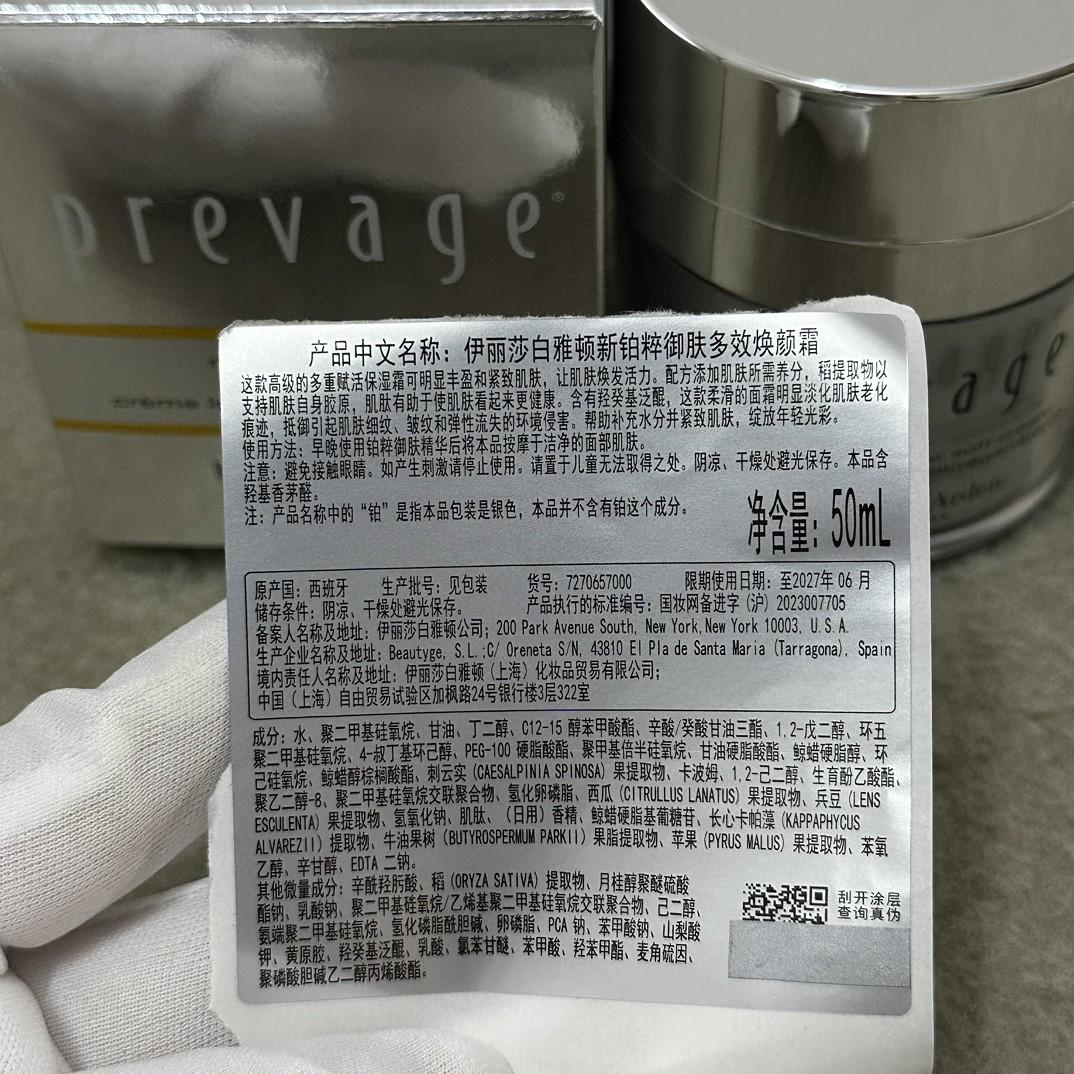 prevage®
产品中文名称：伊丽莎白雅顿新铂粹御肤多效焕颜霜
这款高级的多重赋活保湿霜可明显丰盈和紧致肌肤，让肌肤焕发活力。配方添加肌肤所需养分，稻提取物以
支持肌肤自身胶原，肌肽有助于使肌肤看起来更健康。含有羟癸基泛醌，这款柔滑的面霜明显淡化肌肤老化
痕迹，抵御引起肌肤细纹、皱纹和弹性流失的环境侵害。帮助补充水分并紧致肌肤，绽放年轻光彩。
使用方法：早晚使用铂粹御肤精华后将本品按摩于洁净的面部肌肤。
注意：避免接触眼睛。如产生刺激请停止使用。请置于儿童无法取得之处。阴凉、干燥处避光保存。本品含
羟基香茅醛。
注：产品名称中的“铂”是指本品包装是银色，本品并不含有铂这个成分。
净含量：50mL
原产国：西班牙 生产批号：见包装 货号：7270657000 限期使用日期：至2027年 06 月
储存条件：阴凉、干燥处避光保存。 产品执行的标准编号：国妆网备进字（沪）2023007705
备案人名称及地址：伊丽莎白雅顿公司；200 Park Avenue South, New York,New York 10003, U.S.A.
生产企业名称及地址：Beautyge, S.L.;C/ Oreneta S/N, 43810 El Pla de Santa Maria (Tarragona), Spain
境内责任人名称及地址：伊丽莎白雅顿（上海）化妆品贸易有限公司；
中国（上海）自由贸易试验区加枫路24号银行楼3层322室
成分：水、聚二甲基硅氧烷、甘油、丁二醇、C12-15 醇苯甲酸酯、辛酸/癸酸甘油三酯、1,2-戊二醇、环五
聚二甲基硅氧烷、4-叔丁基环己醇、PEG-100 硬脂酸酯、聚甲基倍半硅氧烷、甘油硬脂酸酯、鲸蜡硬脂醇、环
己硅氧烷、鲸蜡醇棕榈酸酯、刺云实（CAESALPINIA SPINOSA）果提取物、卡波姆、1,2-己二醇、生育酚乙酸酯、
聚乙二醇-8、聚二甲基硅氧烷交联聚合物、氢化卵磷脂、西瓜（CITRULLUS LANATUS）果提取物、兵豆（LENS
ESCULENTA）果提取物、氢氧化钠、肌肽、（日用）香精、鲸蜡硬脂基葡糖苷、长心卡帕藻（KAPPAPHYCUS
ALVAREZII）提取物、牛油果树（BUTYROSPERMUM PARKII）果脂提取物、苹果（PYRUS MALUS）果提取物、苯氧
乙醇、辛甘醇、EDTA 二钠。
其他微量成分：辛酰羟肟酸、稻（ORYZA SATIVA）提取物、月桂醇聚醚硫酸
酯钠、乳酸钠、聚二甲基硅氧烷/乙烯基聚二甲基硅氧烷交联聚合物、己二醇、
氨端聚二甲基硅氧烷、氢化磷脂酰胆碱、卵磷脂、PCA 钠、苯甲酸钠、山梨酸
钾、黄原胶、羟癸基泛醌、乳酸、氯苯甘醚、苯甲酸、羟苯甲酯、麦角硫因、
聚磷酸胆碱乙二醇丙烯酸酯。
刮开涂层
查询真伪